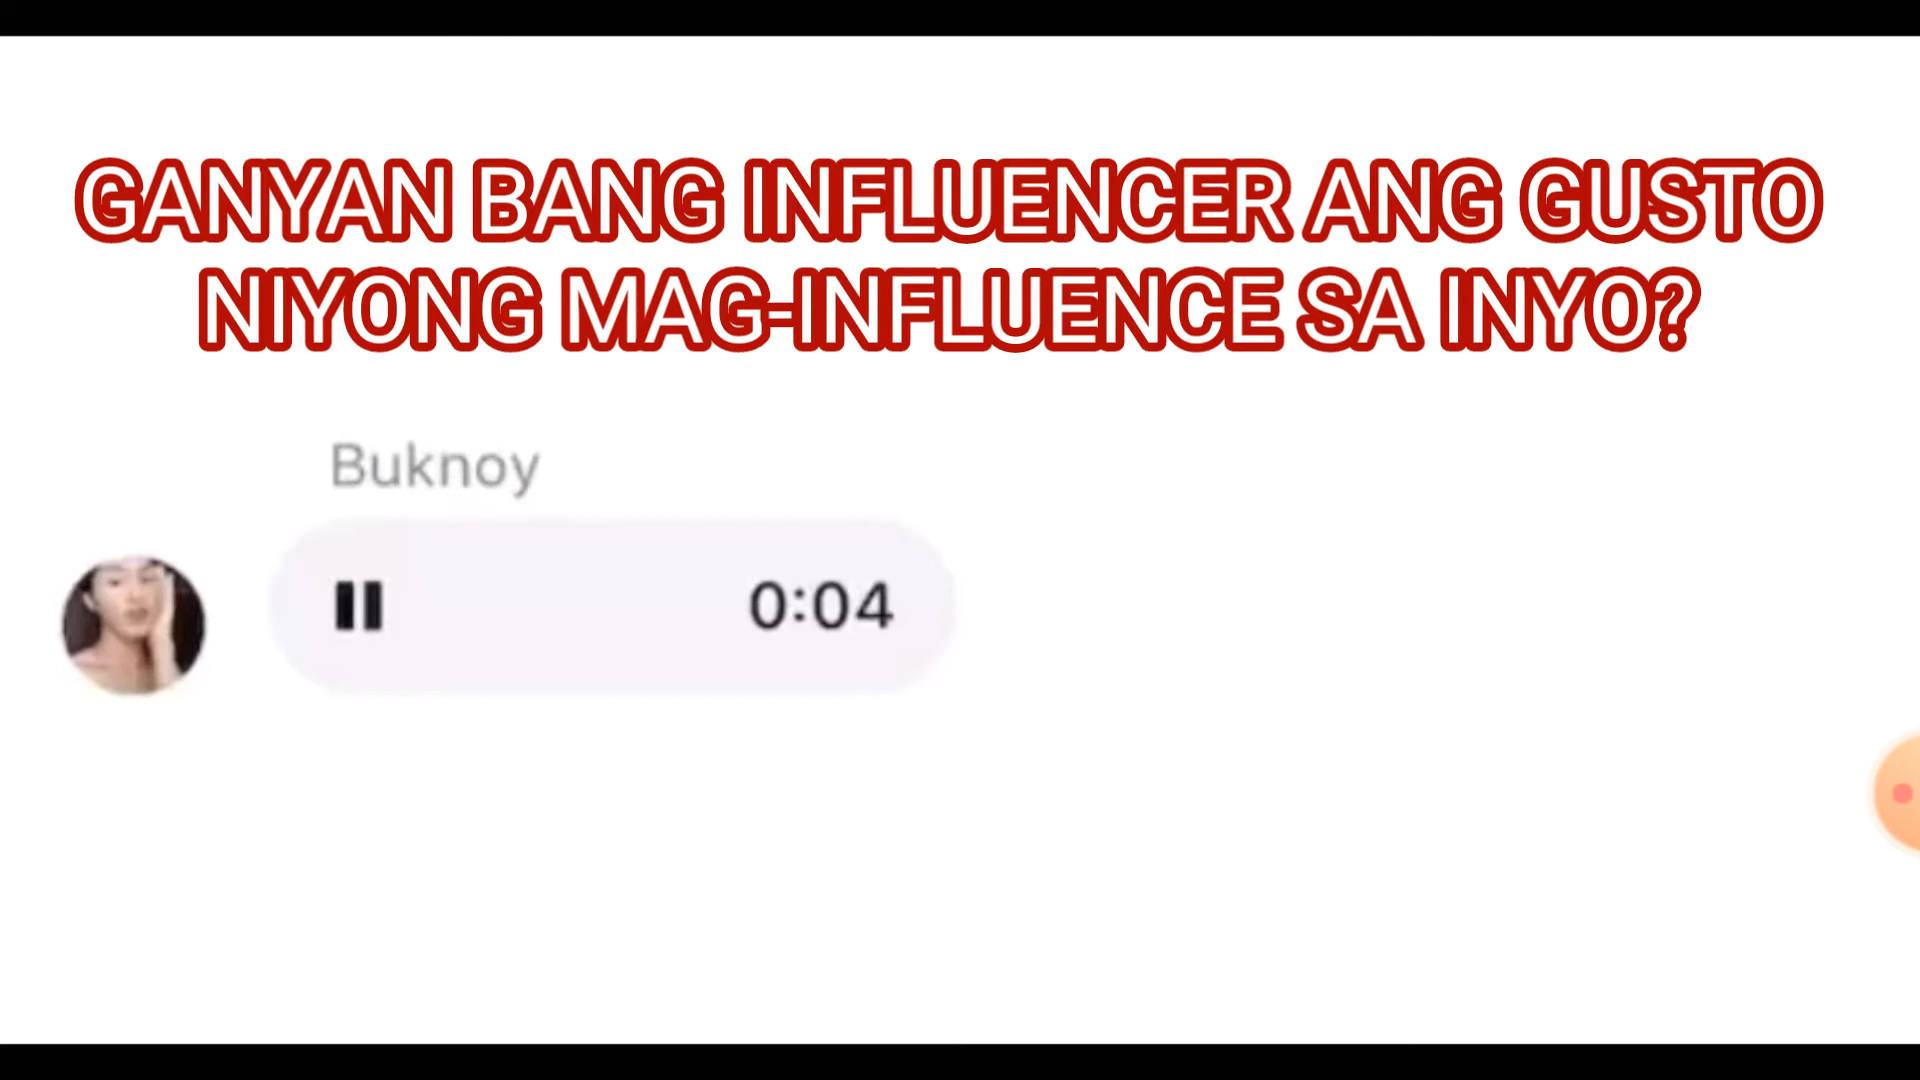 GANYAN BANG INFLUENCER ANG GUSTO
NIYONG MAG-INFLUENCE SA INYO?
Buknoy
0:04